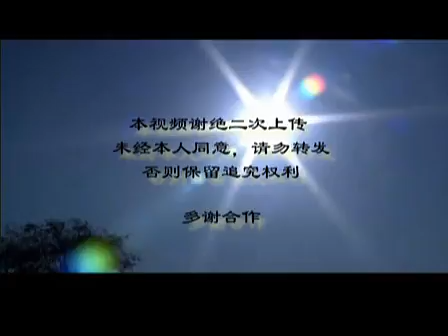 本视频谢绝二次上传
未经本人同意，请勿转发
否则保留追究权利
多谢合作